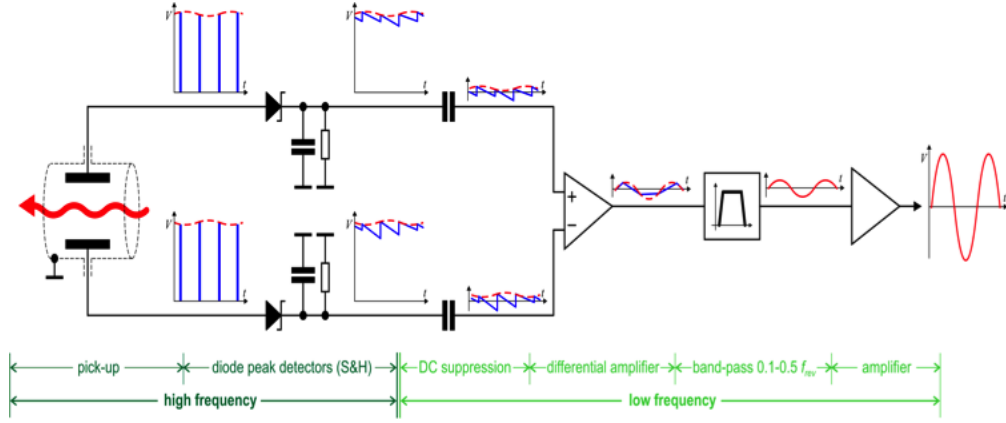 V
t
V
t
t
V
t
V
t
t
+
−
t
t
V
t
pick-up
diode peak detectors (S&H)
DC suppression
differential amplifier
band-pass 0.1-0.5 frev
amplifier
high frequency
low frequency